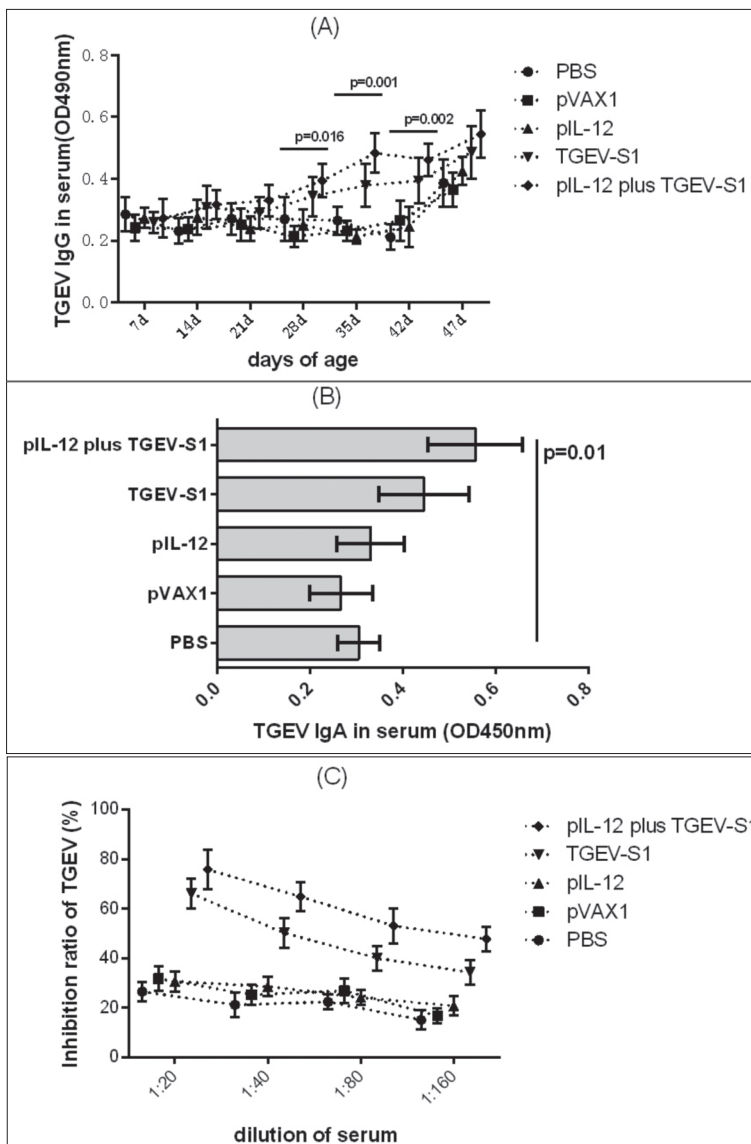 (A)
TGEV IgG in serum(OD490nm)
0.8
0.6
0.4
0.2
0.0
p=0.016
p=0.001
p=0.002
7d
14d
21d
28d
35d
42d
47d
days of age
PBS
pVAX1
pIL-12
TGEV-S1
pIL-12 plus TGEV-S1
(B)
pIL-12 plus TGEV-S1
TGEV-S1
pIL-12
pVAX1
PBS
p=0.01
0.0
0.2
0.4
0.6
0.8
TGEV IgA in serum (OD450nm)
(C)
Inhibition ratio of TGEV (%)
100
80
60
40
20
0
1:20
1:40
1:80
1:160
dilution of serum
pIL-12 plus TGEV-S1
TGEV-S1
pIL-12
pVAX1
PBS